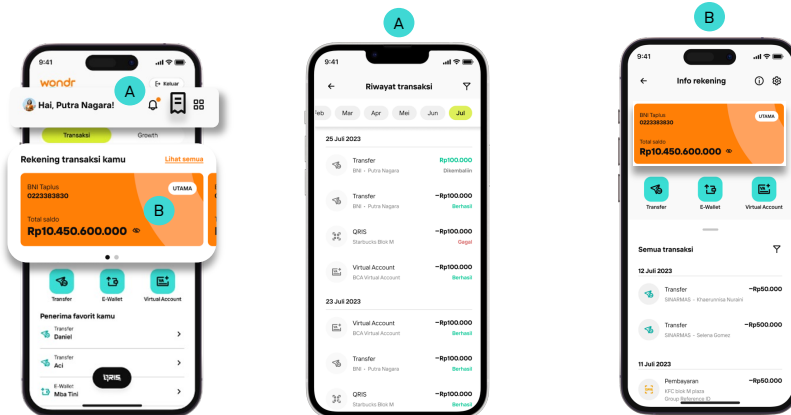 A
B
9:41
wondr
Keluar
A
Hai, Putra Nagara!
Transaksi
Growth
Rekening transaksi kamu
Lihat semua
BNI Taplus
0223383830
UTAMA
B
Total saldo
Rp10.450.600.000
Transfer
E-Wallet
Virtual Account
Penerima favorit kamu
Transfer
Daniel
Transfer
Aci
E-Wallet
Mba Tini
QRIS
9:41
Riwayat transaksi
Feb
Mar
Apr
Mei
Jun
Jul
25 Juli 2023
Transfer
Rp100.000
BNI - Putra Nagara
Dikembaliin
Transfer
-Rp100.000
BNI - Putra Nagara
Berhasil
QRIS
-Rp100.000
Starbucks Blok M
Gagal
Virtual Account
-Rp100.000
BCA Virtual Account
Berhasil
23 Juli 2023
Virtual Account
-Rp100.000
BCA Virtual Account
Berhasil
Transfer
-Rp100.000
BNI - Putra Nagara
Berhasil
QRIS
-Rp100.000
Starbucks Blok M
Berhasil
9:41
Info rekening
BNI Taplus
0223383830
UTAMA
Total saldo
Rp10.450.600.000
Transfer
E-Wallet
Virtual Account
Semua transaksi
12 Juli 2023
Transfer
-Rp50.000
SINARMAS - Khaerunnisa Nuraini
Transfer
-Rp500.000
SINARMAS - Selena Gomez
11 Juli 2023
Pembayaran
-Rp50.000
KFC blok M plaza
Group Reference ID